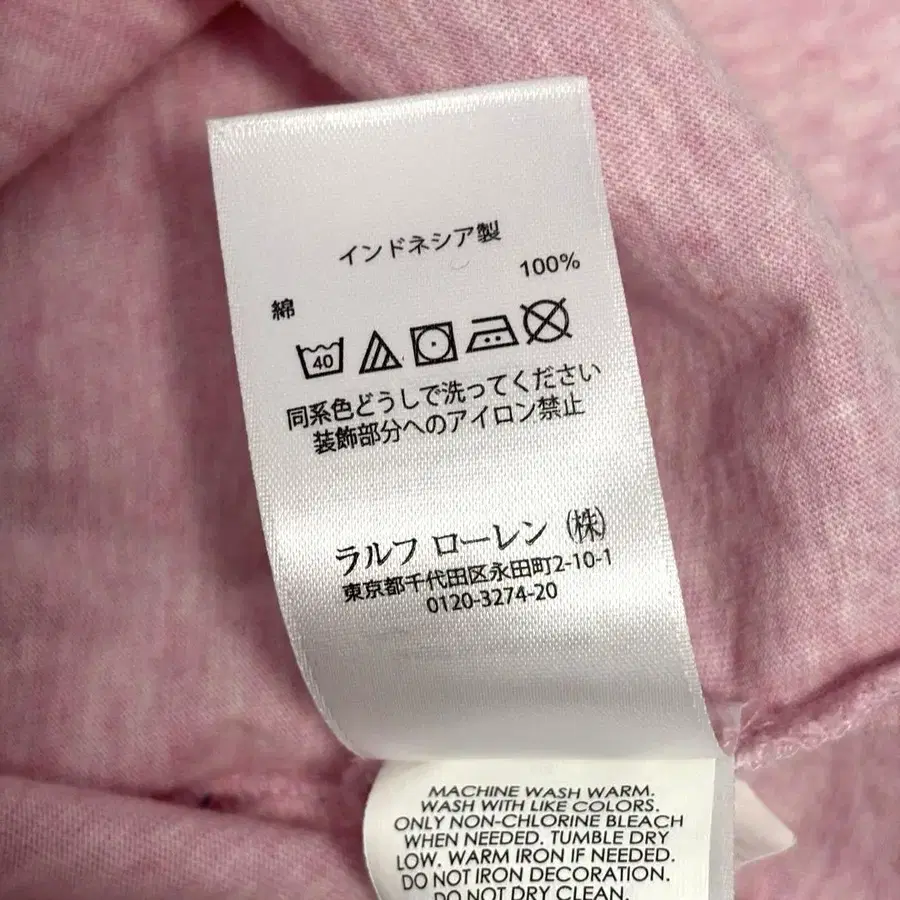 インドネシア製
綿 100%
40
同系色どうしで洗ってください
装飾部分へのアイロン禁止
ラルフ ローレン (株)
東京都千代田区永田町2-10-1
0120-3274-20
MACHINE WASH WARM.
WASH WITH LIKE COLORS.
ONLY NON-CHLORINE BLEACH
WHEN NEEDED. TUMBLE DRY
LOW. WARM IRON IF NEEDED.
DO NOT IRON DECORATION.
DO NOT DRY CLEAN.